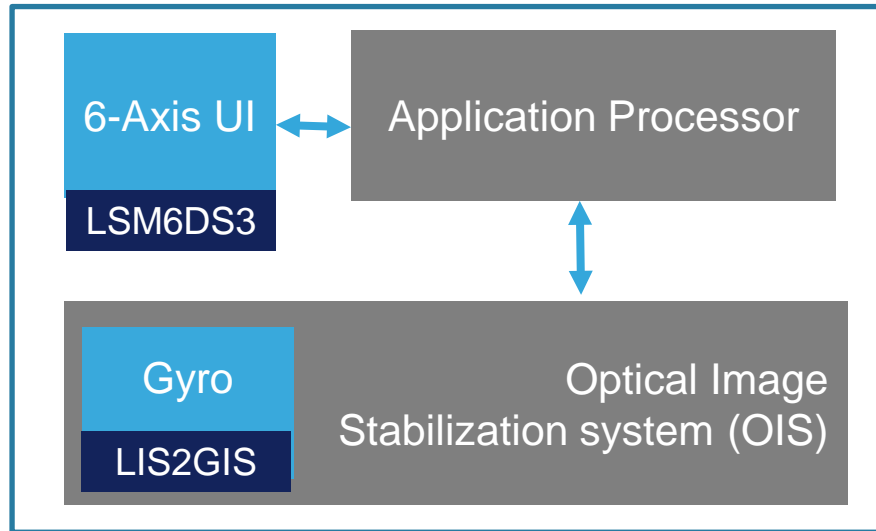 6-Axis UI
LSM6DS3
Application Processor
Gyro
LIS2GIS
Optical Image
Stabilization system (OIS)